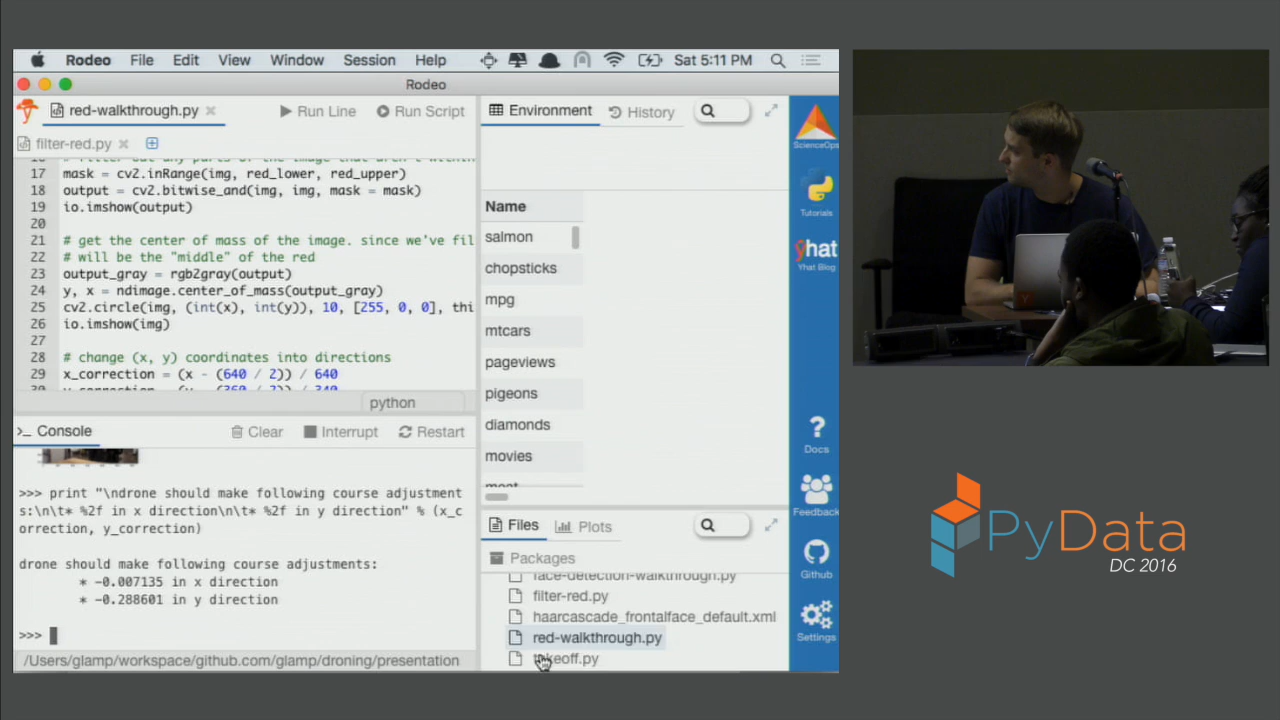 Rodeo File Edit View Window Session Help Sat 5:11 PM
Rodeo
red-walkthrough.py Run Line Run Script
filter-red.py
17 mask = cv2.inRange(img, red_lower, red_upper)
18 output = cv2.bitwise_and(img, img, mask = mask)
19 io.imshow(output)
20
21 # get the center of mass of the image. since we've fil
22 # will be the "middle" of the red
23 output_gray = rgb2gray(output)
24 y, x = ndimage.center_of_mass(output_gray)
25 cv2.circle(img, (int(x), int(y)), 10, [255, 0, 0], thi
26 io.imshow(img)
27
28 # change (x, y) coordinates into directions
29 x_correction = (x - (640 / 2)) / 640
python
>_ Console Clear Interrupt Restart
>>> print "\ndrone should make following course adjustment
s:\n\t* %2f in x direction\n\t* %2f in y direction" % (x_c
orrection, y_correction)
drone should make following course adjustments:
* -0.007135 in x direction
* -0.288601 in y direction
>>>
/Users/glamp/workspace/github.com/glamp/droning/presentation
Environment History
Name
salmon
chopsticks
mpg
mtcars
pageviews
pigeons
diamonds
movies
meat
Files Plots
Packages
face-detection-walkthrough.py
filter-red.py
haarcascade_frontalface_default.xml
red-walkthrough.py
takeoff.py
ScienceOps
Tutorials
ŷhat
Yhat Blog
? Docs
Feedback
Github
Settings
PyData
DC 2016